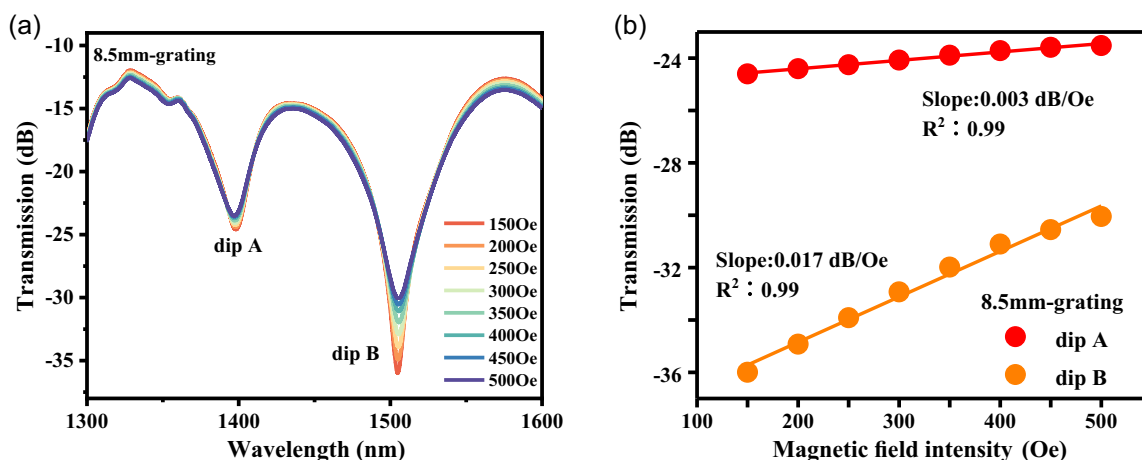 (a)
-10
-15
-20
-25
-30
-35
Transmission (dB)
8.5mm-grating
dip A
dip B
150Oe
200Oe
250Oe
300Oe
350Oe
400Oe
450Oe
500Oe
1300
1400
1500
1600
Wavelength (nm)
(b)
-24
-28
-32
-36
Transmission (dB)
Slope:0.003 dB/Oe
R²：0.99
Slope:0.017 dB/Oe
R²：0.99
8.5mm-grating
dip A
dip B
100
200
300
400
500
Magnetic field intensity (Oe)